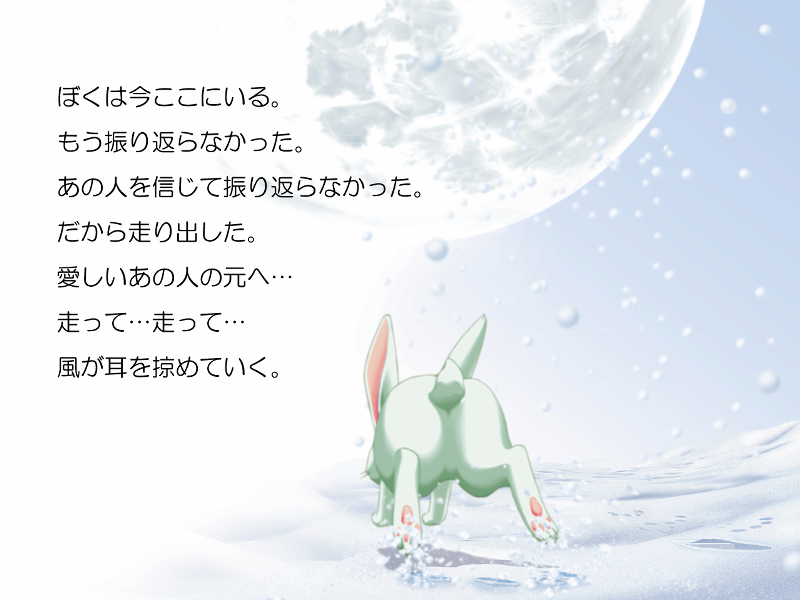 ぼくは今ここにいる。
もう振り返らなかった。
あの人を信じて振り返らなかった。
だから走り出した。
愛しいあの人の元へ…
走って…走って…
風が耳を掠めていく。